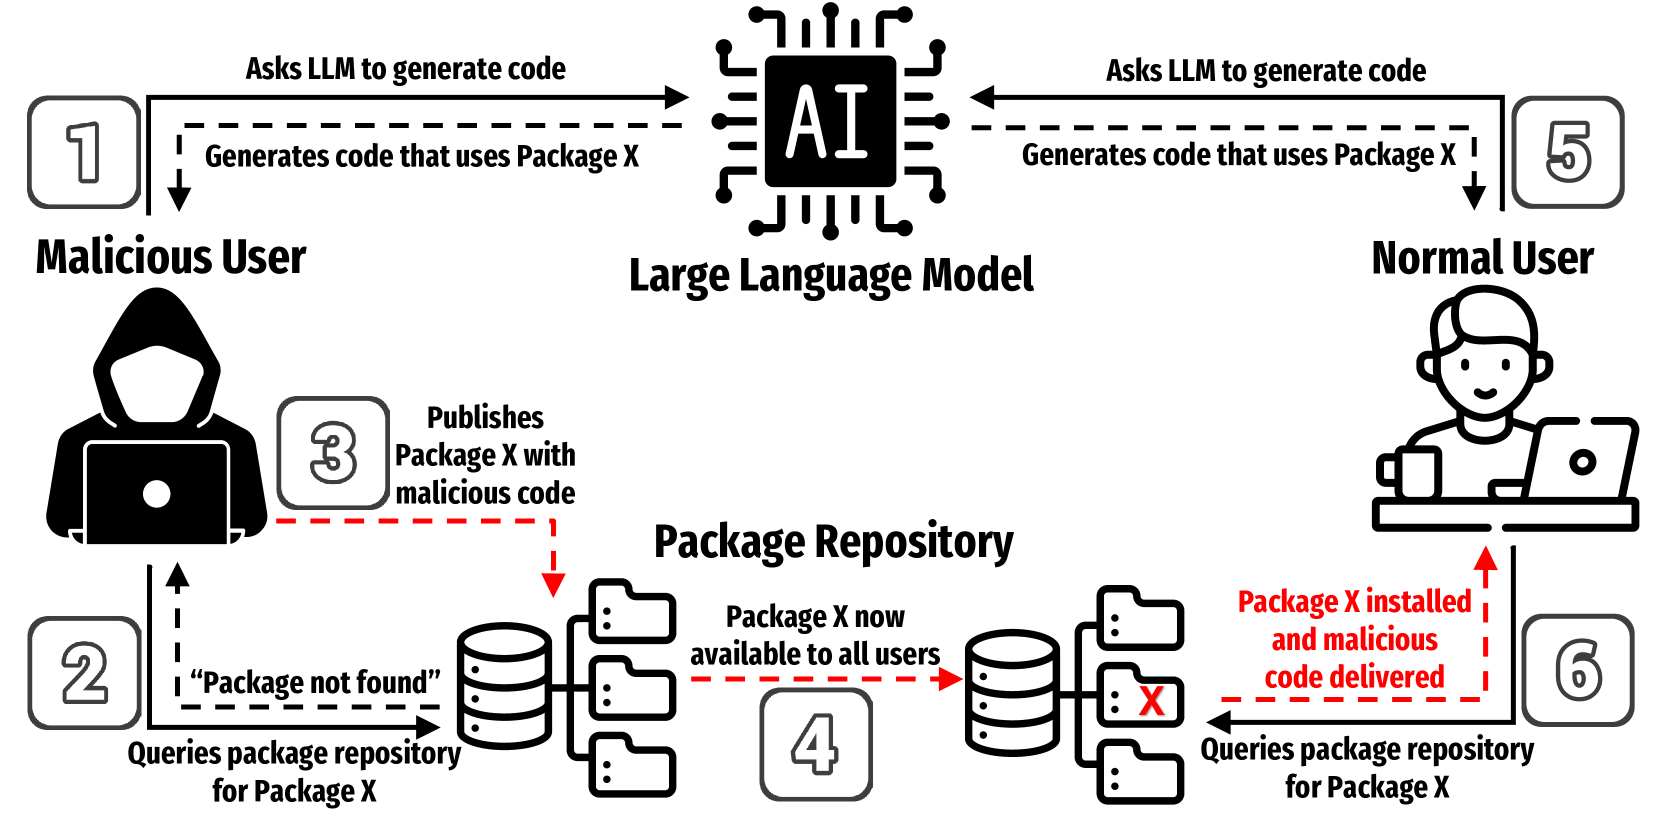 Asks LLM to generate code
AI
Asks LLM to generate code
1
Generates code that uses Package X
Generates code that uses Package X
5
Malicious User
Large Language Model
Normal User
3
Publishes
Package X with
malicious code
Package Repository
2
“Package not found”
Queries package repository
for Package X
Package X now
available to all users
4
X
Package X installed
and malicious
code delivered
6
Queries package repository
for Package X